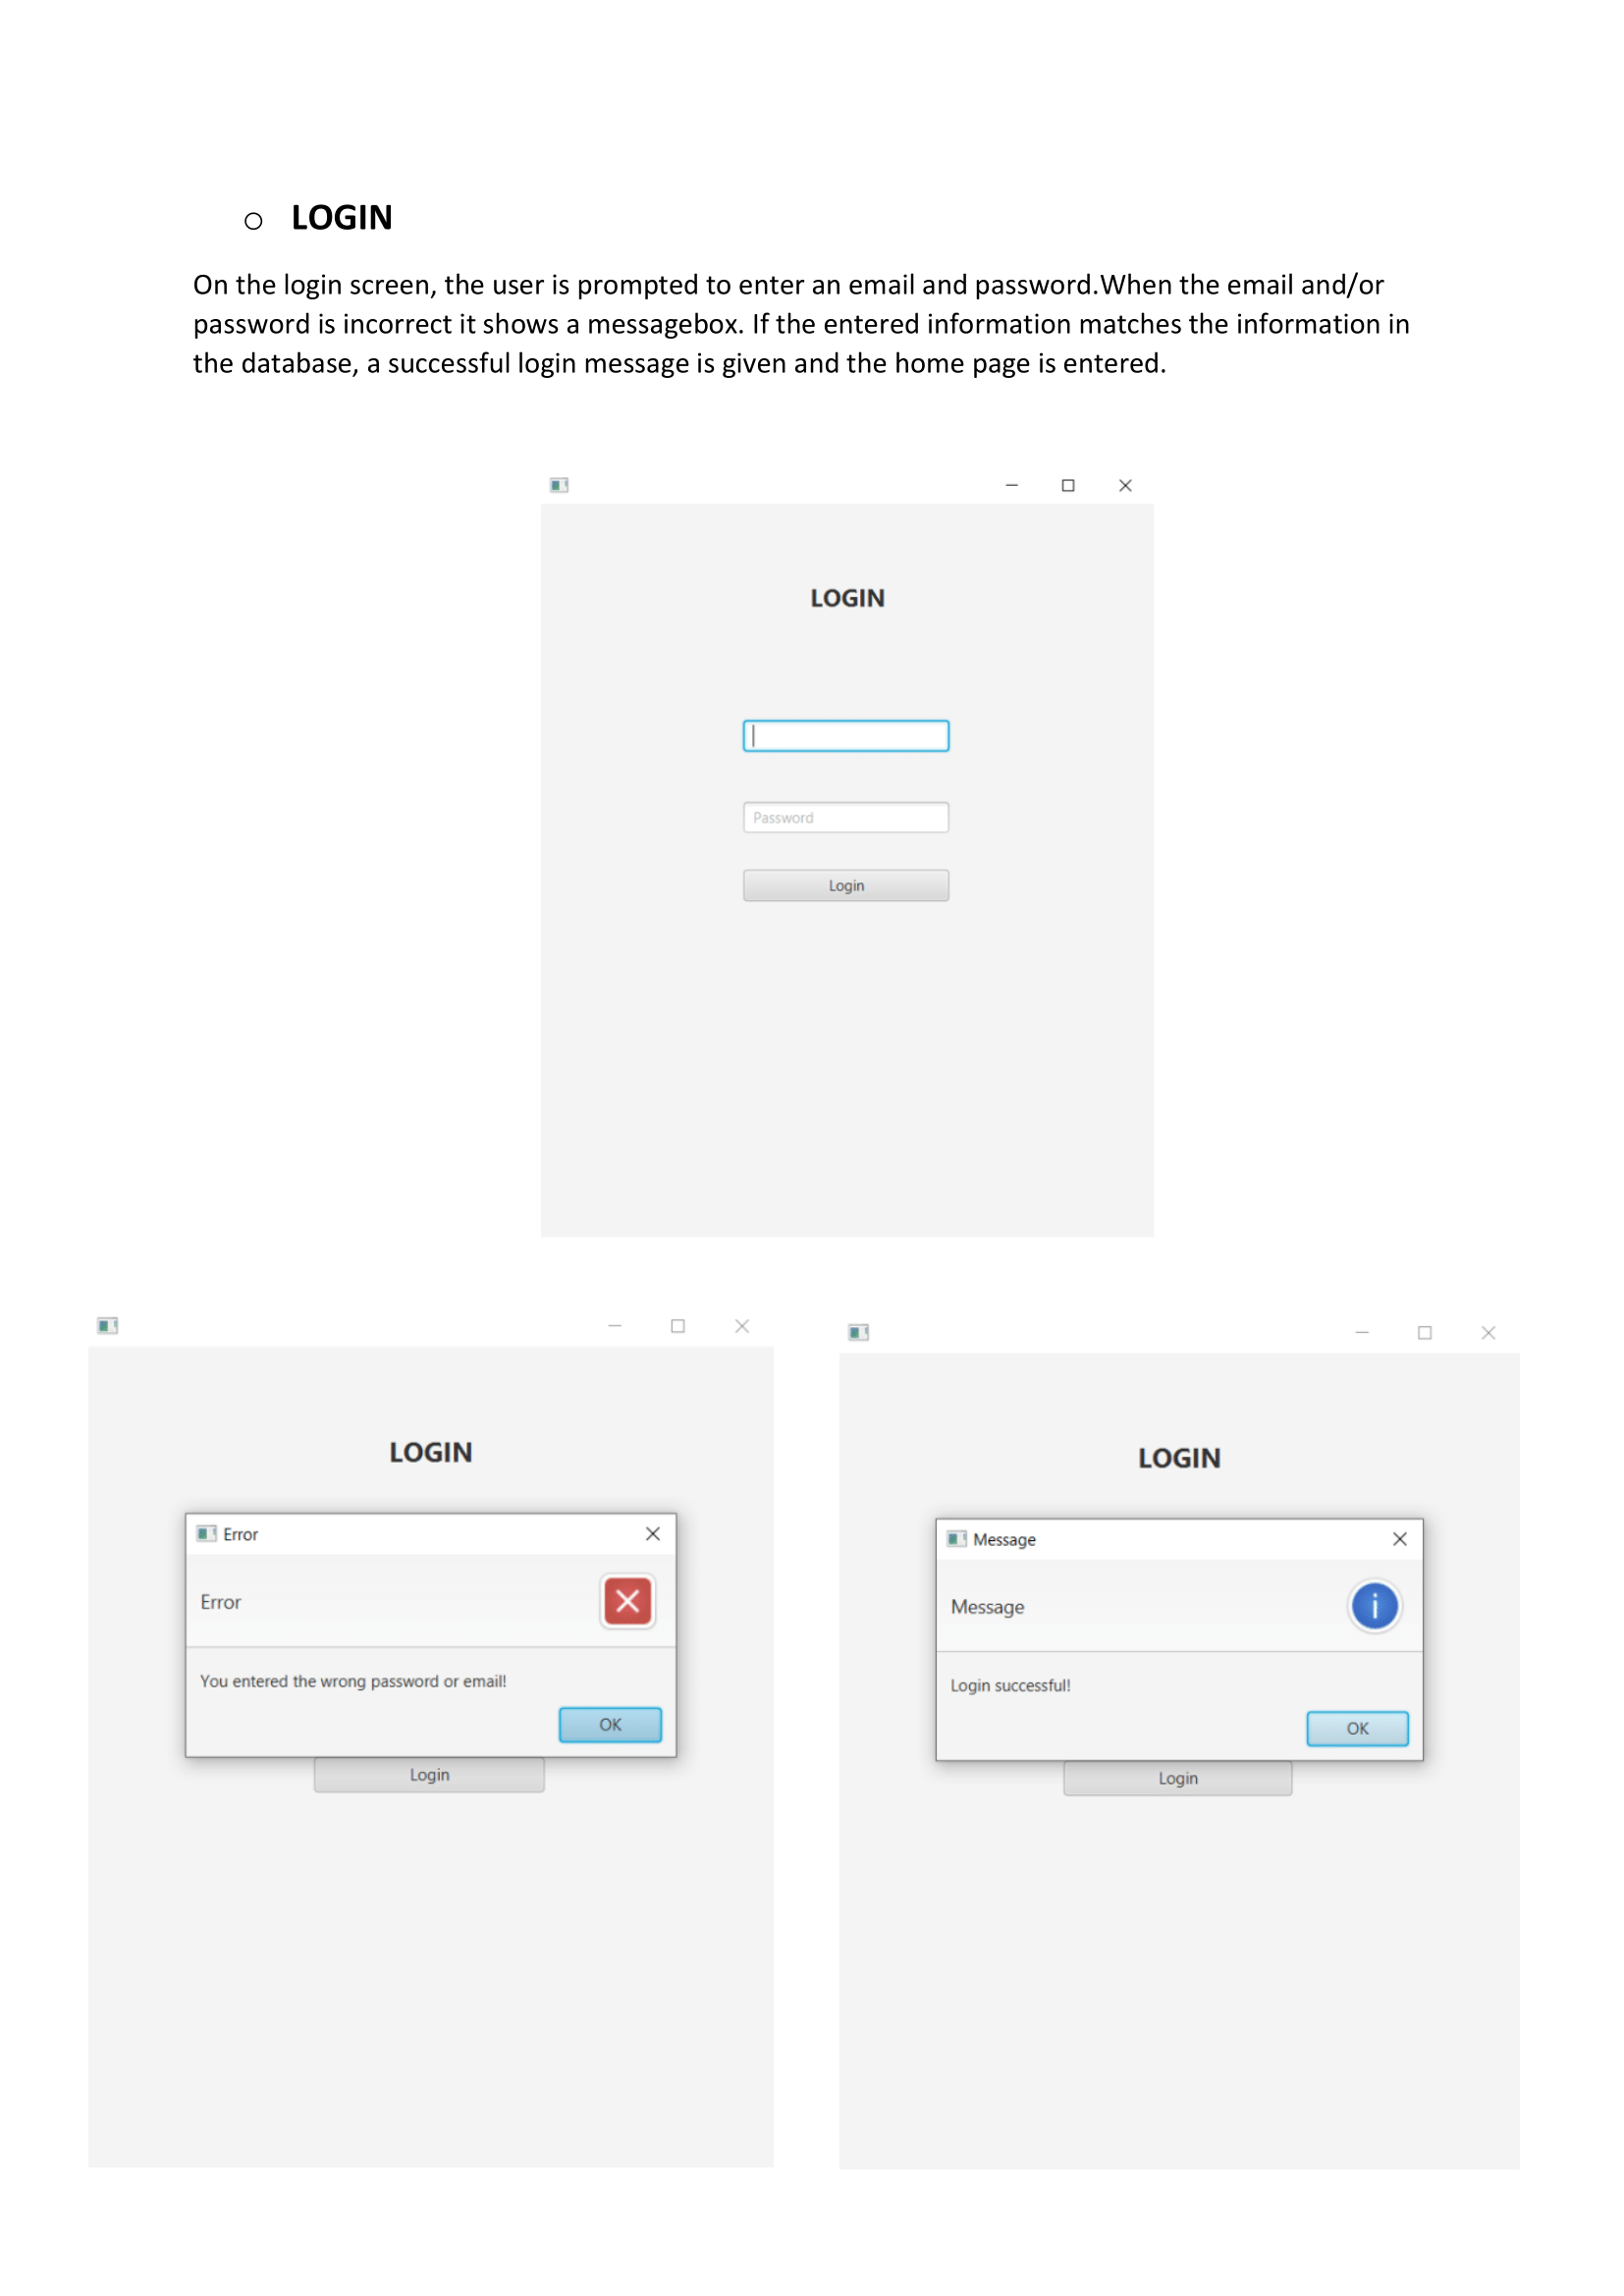 LOGIN
On the login screen, the user is prompted to enter an email and password.When the email and/or
password is incorrect it shows a messagebox. If the entered information matches the information in
the database, a successful login message is given and the home page is entered.
LOGIN
Password
Login
LOGIN
Error
Error
You entered the wrong password or email!
OK
Login
LOGIN
Message
Message
Login successful!
OK
Login